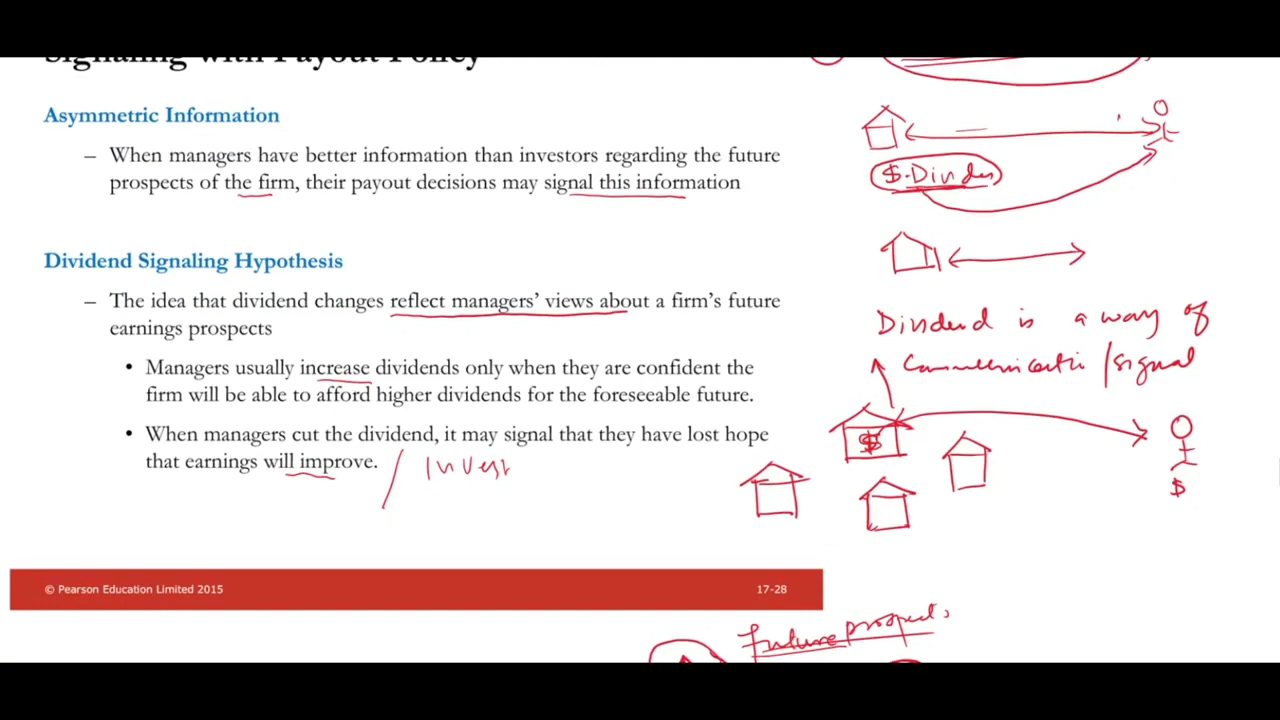 Signaling with Payout Policy
Asymmetric Information
– When managers have better information than investors regarding the future
prospects of the firm, their payout decisions may signal this information
$-Dividen
Dividend Signaling Hypothesis
– The idea that dividend changes reflect managers' views about a firm's future
earnings prospects
• Managers usually increase dividends only when they are confident the
firm will be able to afford higher dividends for the foreseeable future.
• When managers cut the dividend, it may signal that they have lost hope
that earnings will improve. / Invest
Dividend is a way of
Communicatio /signal
$
$
© Pearson Education Limited 2015
17-28
Future prospects